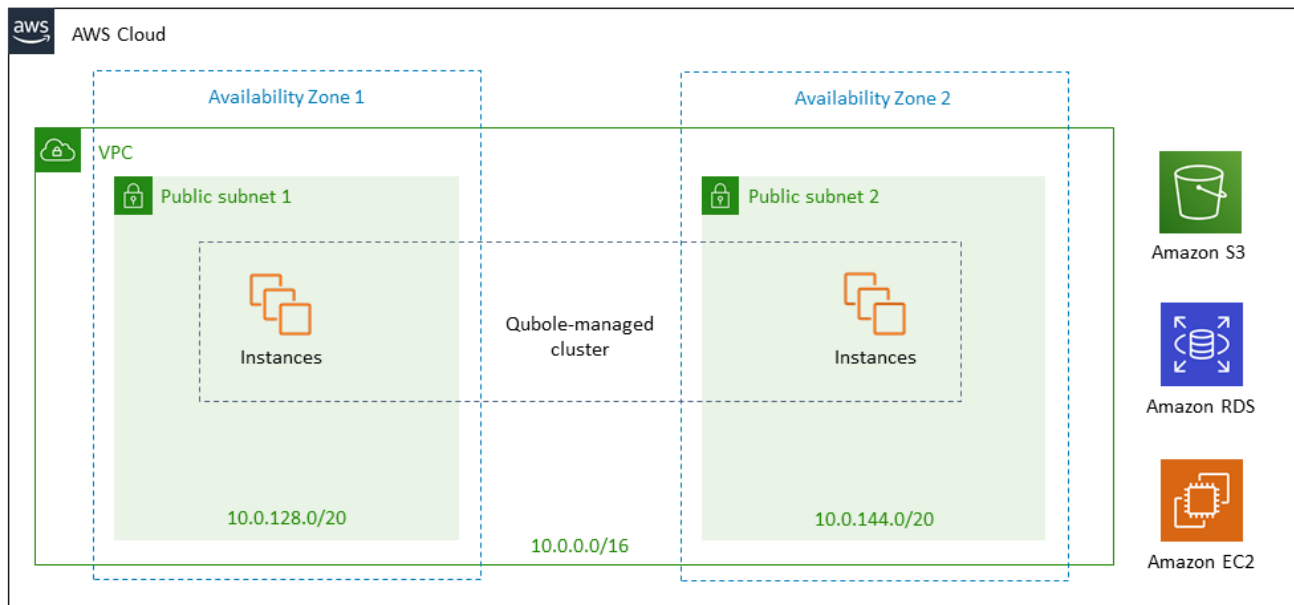 aws
AWS Cloud
Availability Zone 1
Availability Zone 2
VPC
Public subnet 1
Public subnet 2
Instances
Qubole-managed
cluster
Instances
10.0.128.0/20
10.0.144.0/20
10.0.0.0/16
Amazon S3
Amazon RDS
Amazon EC2